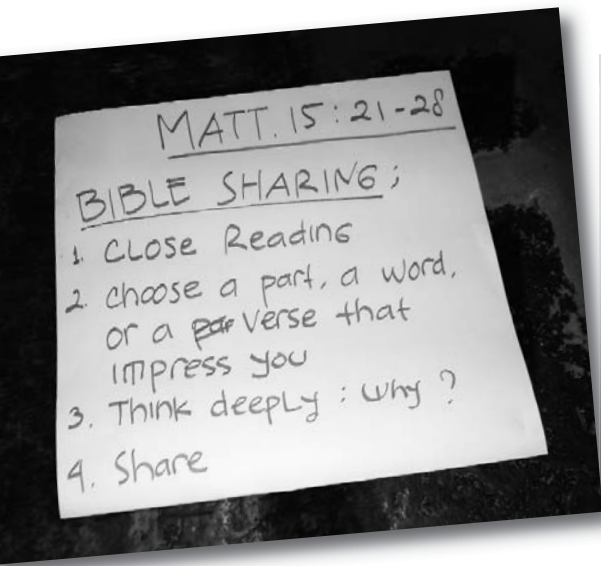 MATT. 15:21-28
BIBLE SHARING;
1. CLOSE Reading
2. choose a part, a word,
or a par verse that
impress you
3. Think deepLy : why ?
4. Share